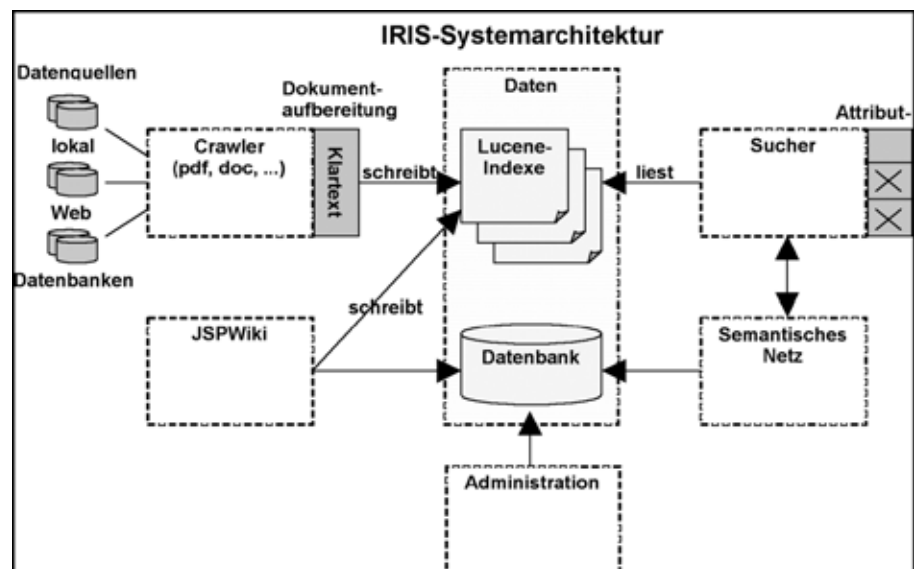 IRIS-Systemarchitektur
Datenquellen
lokal
Web
Datenbanken
Crawler
(pdf, doc, ...)
Dokument-
aufbereitung
Klartext
schreibt
Daten
Lucene-
Indexe
liest
Sucher
Attribut-
JSPWiki
schreibt
Datenbank
Semantisches
Netz
Administration